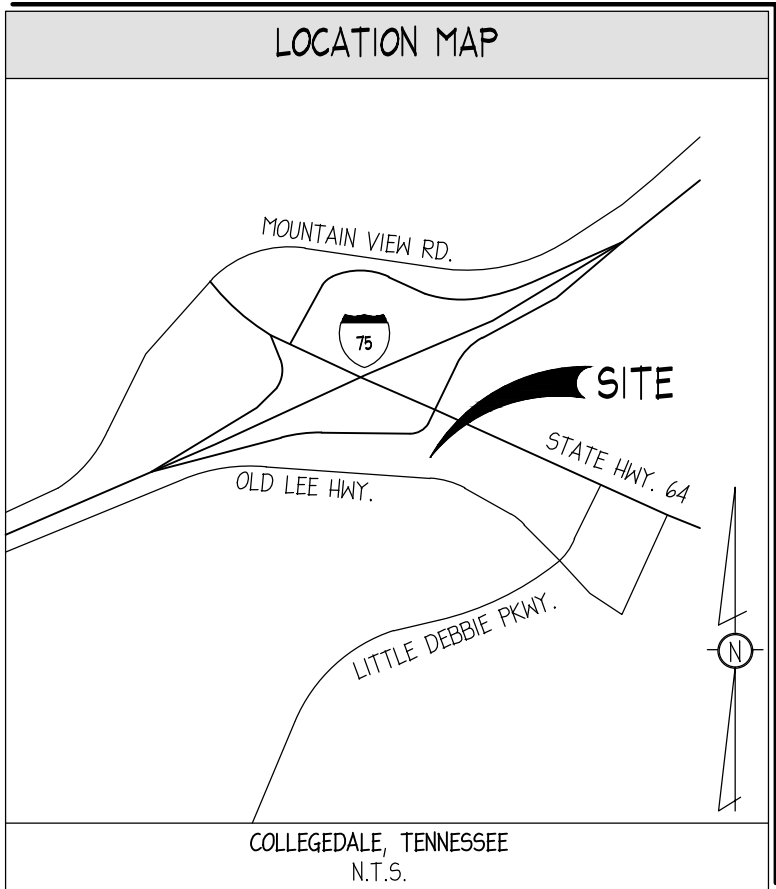 LOCATION MAP
MOUNTAIN VIEW RD.
75
SITE
STATE HWY. 64
OLD LEE HWY.
LITTLE DEBBIE PKWY.
N
COLLEGEDALE, TENNESSEE
N.T.S.